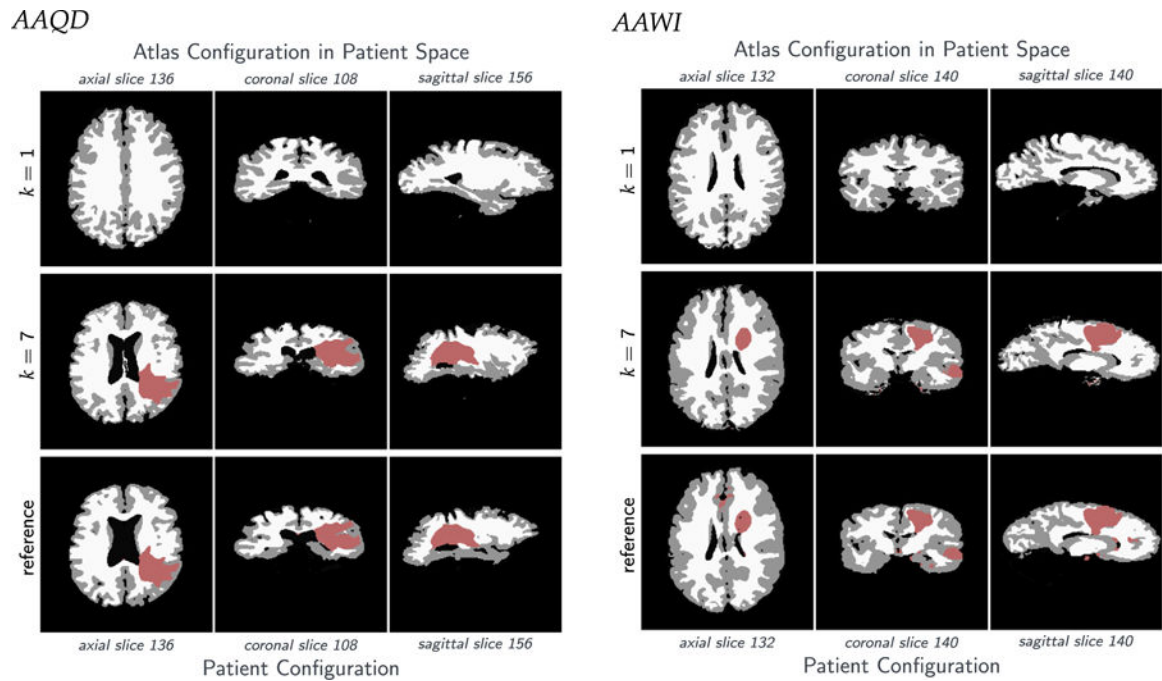 AAQD
Atlas Configuration in Patient Space
axial slice 136 coronal slice 108 sagittal slice 156
k = 1
k = 7
reference
axial slice 136 coronal slice 108 sagittal slice 156
Patient Configuration
AAWI
Atlas Configuration in Patient Space
axial slice 132 coronal slice 140 sagittal slice 140
k = 1
k = 7
reference
axial slice 132 coronal slice 140 sagittal slice 140
Patient Configuration